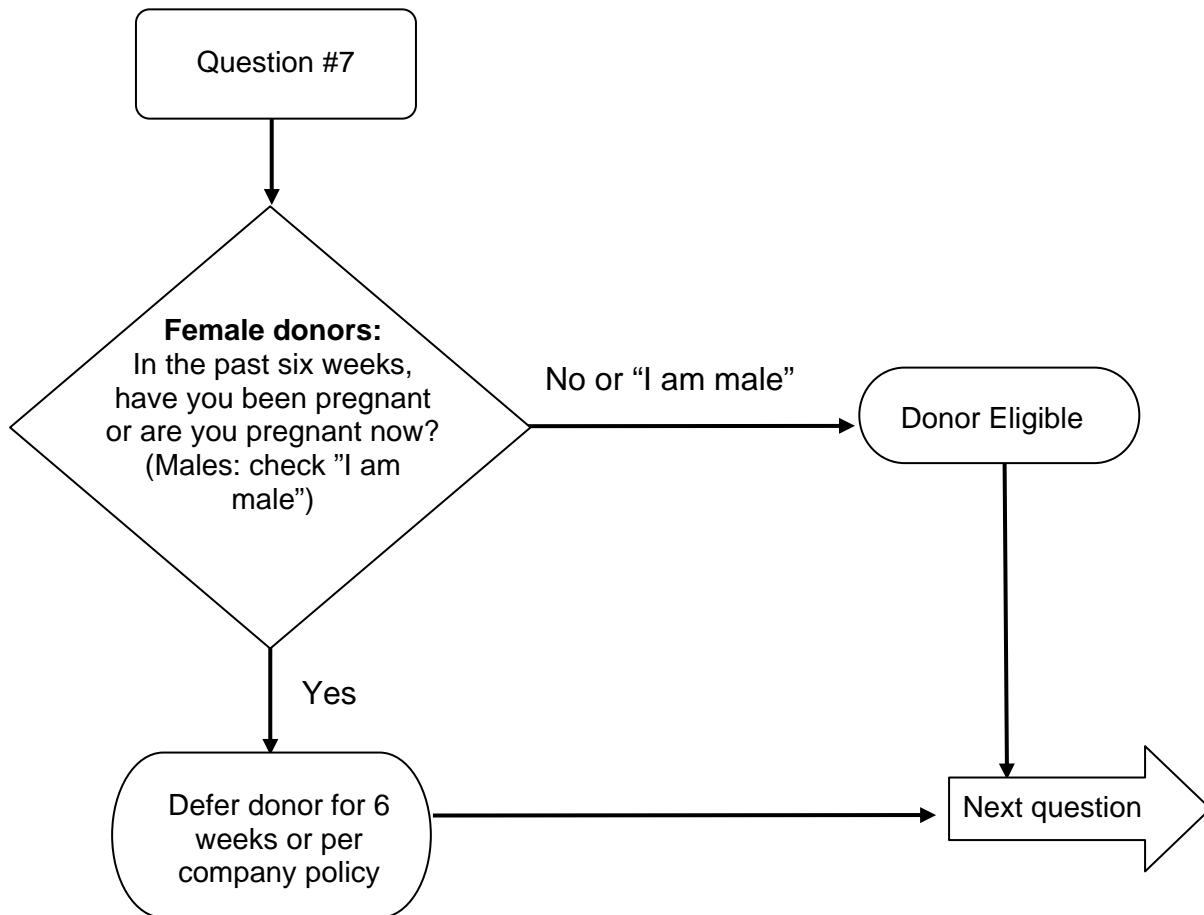 Question #7
Female donors:
In the past six weeks,
have you been pregnant
or are you pregnant now?
(Males: check ”I am
male”)
No or “I am male”
Donor Eligible
Yes
Defer donor for 6
weeks or per
company policy
Next question